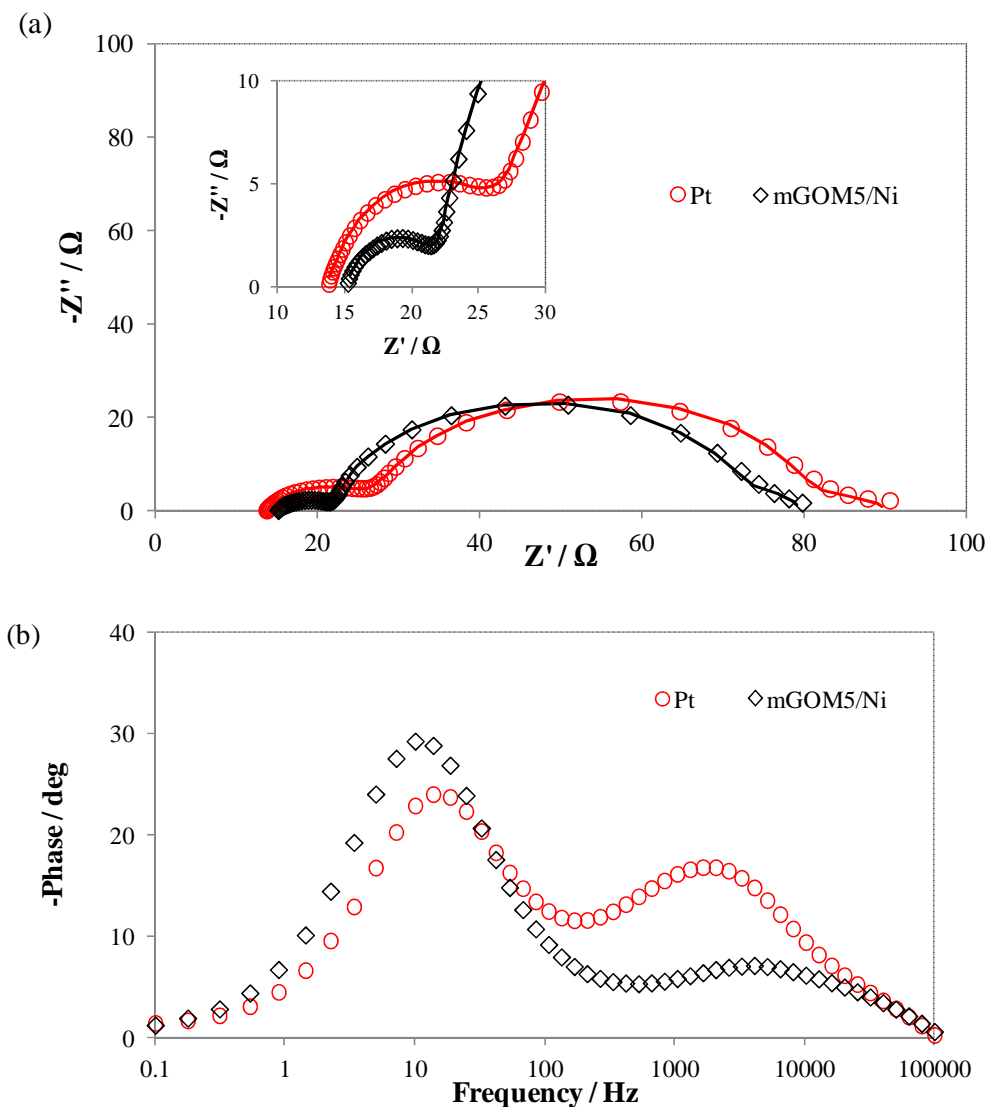 (a)
100
80
60
40
20
0
-Z'' / Ω
10
5
0
-Z'' / Ω
10 15 20 25 30
Z' / Ω
Pt mGOM5/Ni
0 20 40 60 80 100
Z' / Ω
(b)
40
30
20
10
0
-Phase / deg
Pt mGOM5/Ni
0.1 1 10 100 1000 10000 100000
Frequency / Hz